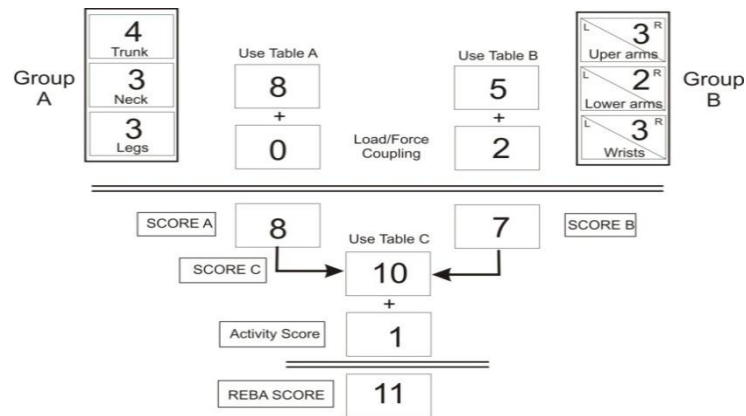 Group
A
4
Trunk
3
Neck
3
Legs
Use Table A
8
+
0
Load/Force
Coupling
Use Table B
5
+
2
L 3 R
Uper arms
L 2 R
Lower arms
L 3 R
Wrists
Group
B
SCORE A
8
7
SCORE B
Use Table C
SCORE C
10
+
Activity Score
1
REBA SCORE
11